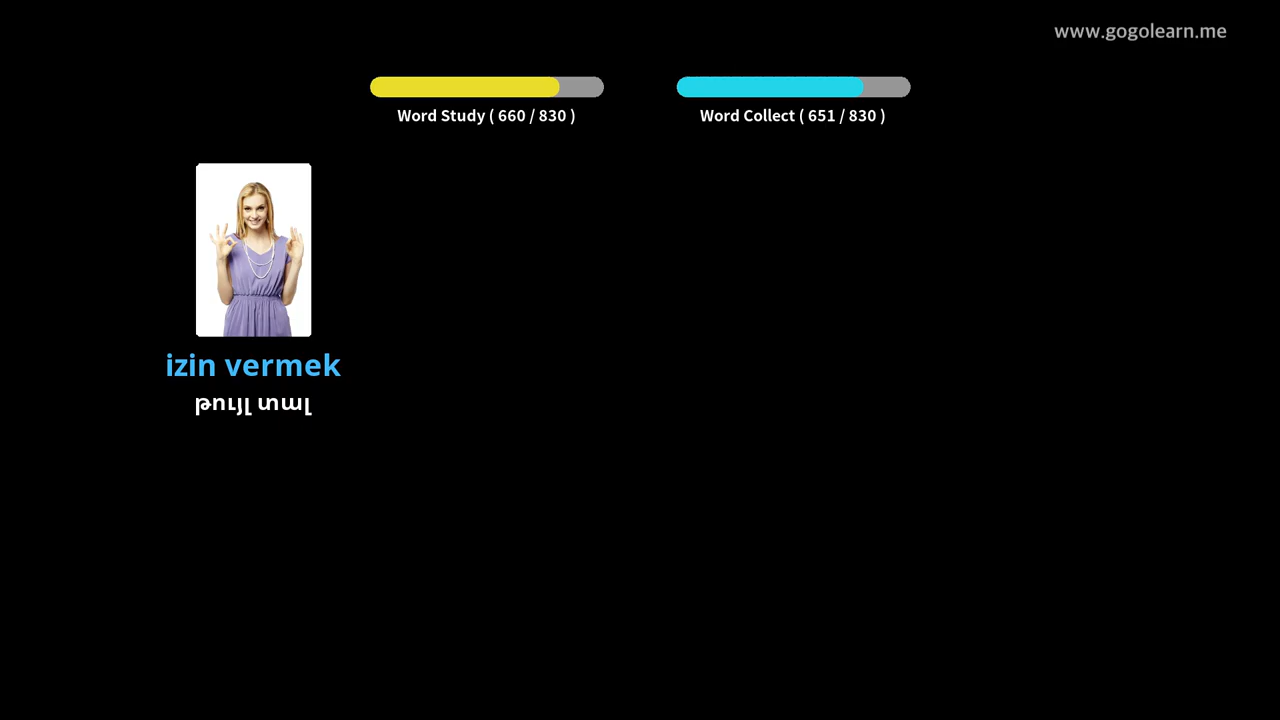 www.gogolearn.me
Word Study ( 660 / 830 )
Word Collect ( 651 / 830 )
izin vermek
թույլ տալ